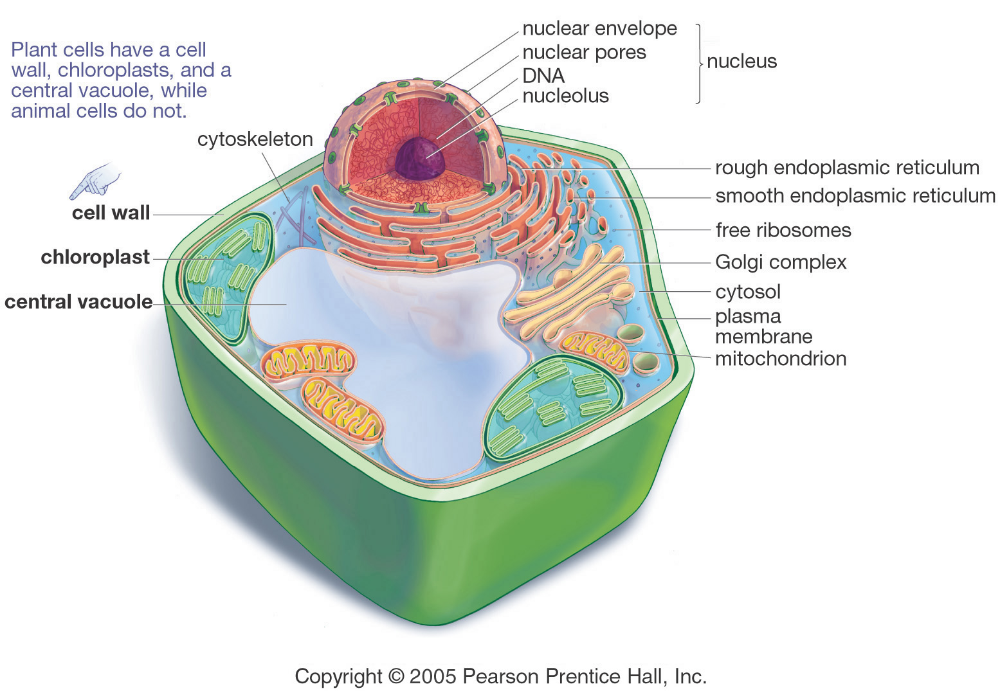 Plant cells have a cell
wall, chloroplasts, and a
central vacuole, while
animal cells do not.
nuclear envelope
nuclear pores
DNA
nucleolus
nucleus
cytoskeleton
cell wall
chloroplast
central vacuole
rough endoplasmic reticulum
smooth endoplasmic reticulum
free ribosomes
Golgi complex
cytosol
plasma
membrane
mitochondrion
Copyright © 2005 Pearson Prentice Hall, Inc.